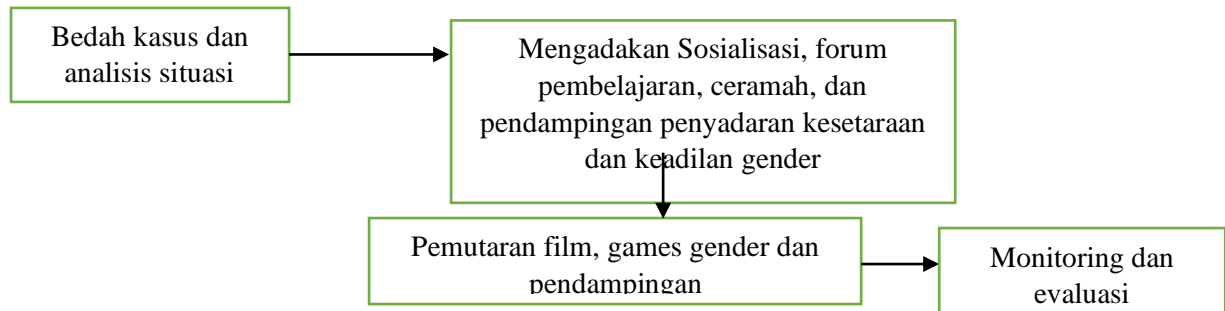 Bedah kasus dan
analisis situasi
Mengadakan Sosialisasi, forum
pembelajaran, ceramah, dan
pendampingan penyadaran kesetaraan
dan keadilan gender
Pemutaran film, games gender dan
pendampingan
Monitoring dan
evaluasi